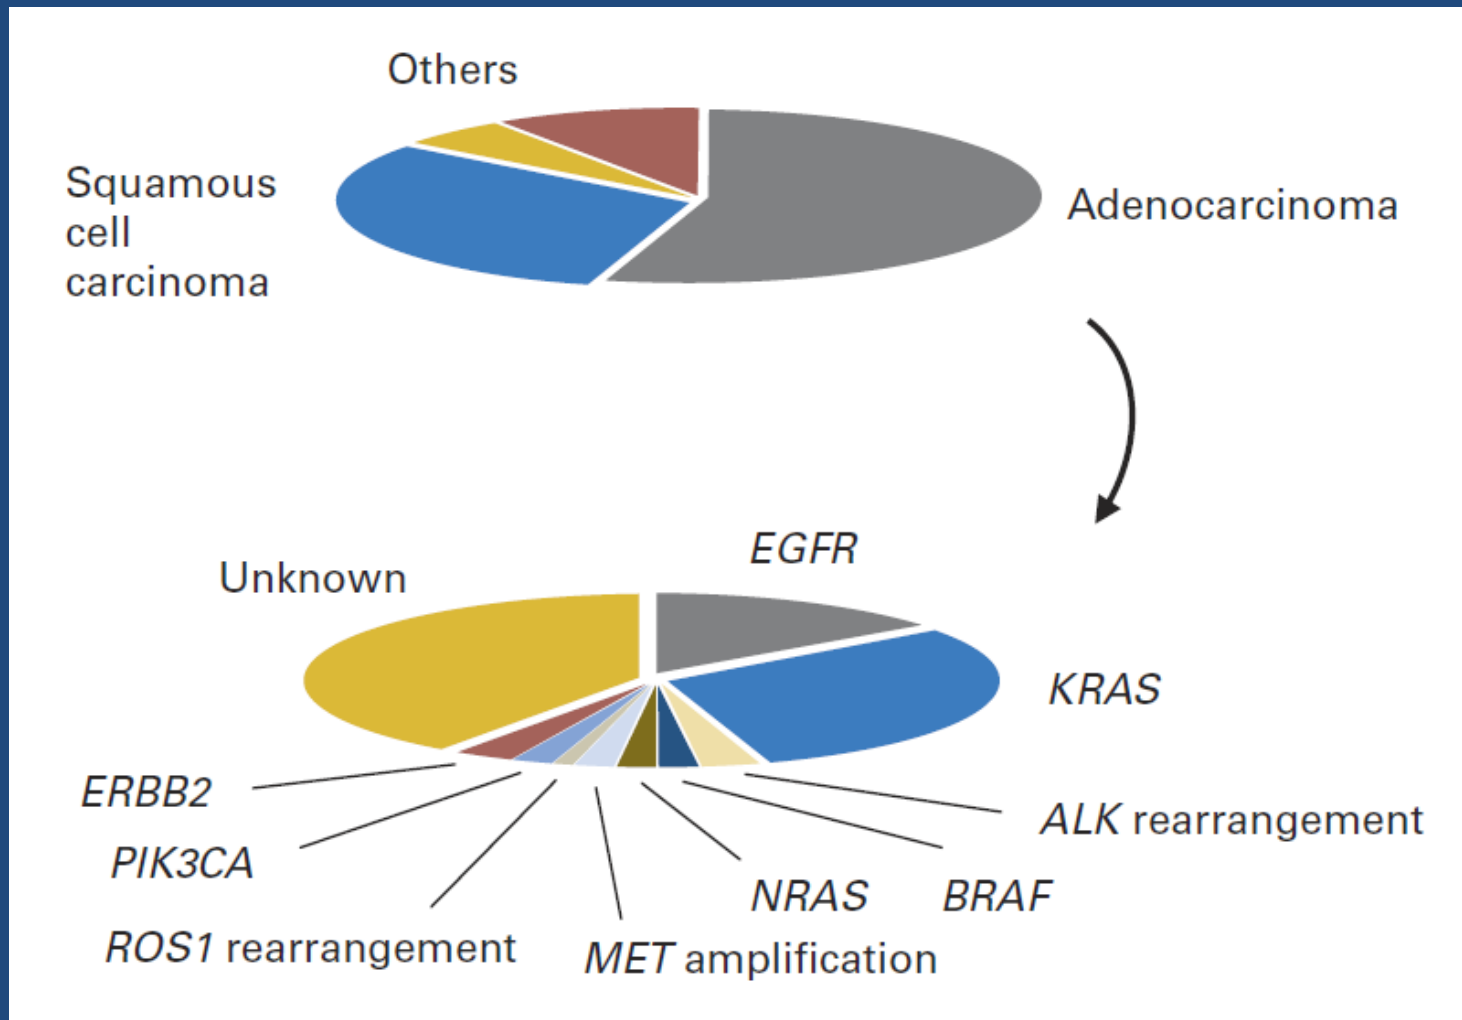 Others
Squamous
cell
carcinoma
Adenocarcinoma
EGFR
Unknown
KRAS
ERBB2
ALK rearrangement
PIK3CA
NRAS
BRAF
ROS1 rearrangement
MET amplification